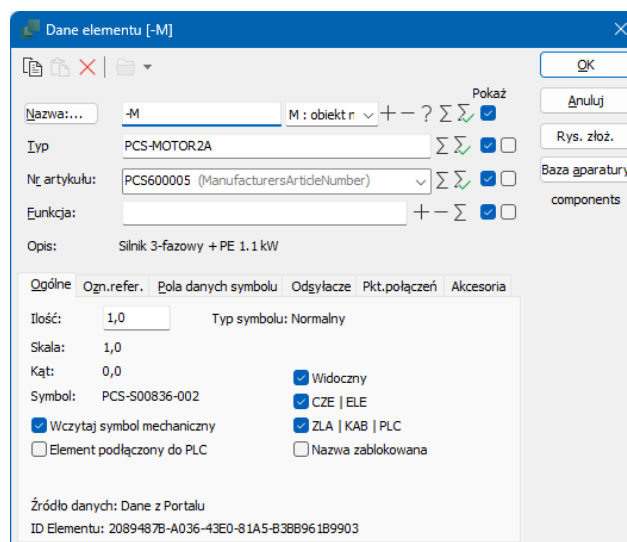 Dane elementu [-M]
OK
Pokaż
Nazwa:... -M M : obiekt r Anuluj
Typ PCS-MOTOR2A Rys. złoż.
Nr artykułu: PCS600005 (ManufacturersArticleNumber) Baza aparatury
Funkcja: components
Opis: Silnik 3-fazowy + PE 1.1 kW
Ogólne Ozn.refer. Pola danych symbolu Odsyłacze Pkt.połączeń Akcesoria
Ilość: 1,0 Typ symbolu: Normalny
Skala: 1,0
Kąt: 0,0 Widoczny
Symbol: PCS-S00836-002 CZE | ELE
Wczytaj symbol mechaniczny ZLA | KAB | PLC
Element podłączony do PLC Nazwa zablokowana
Źródło danych: Dane z Portalu
ID Elementu: 2089487B-A036-43E0-81A5-B3BB961B9903